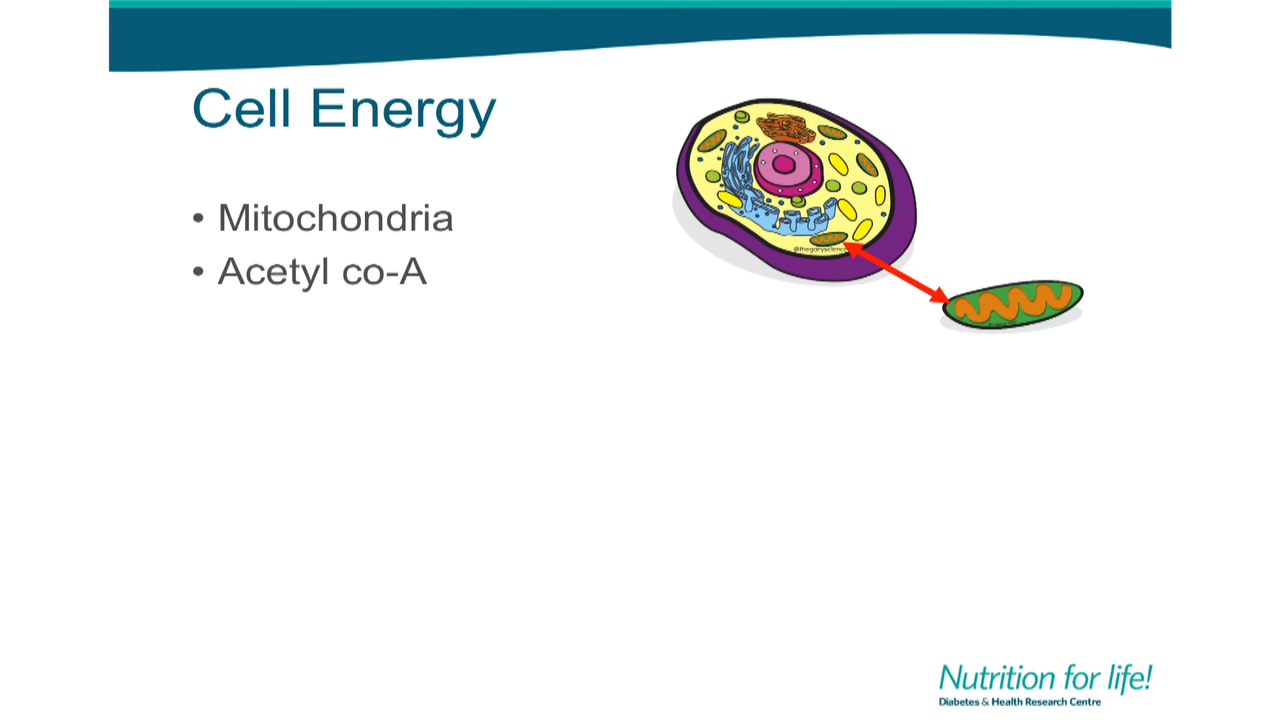 Cell Energy
• Mitochondria
• Acetyl co-A
Nutrition for life!
Diabetes & Health Research Centre